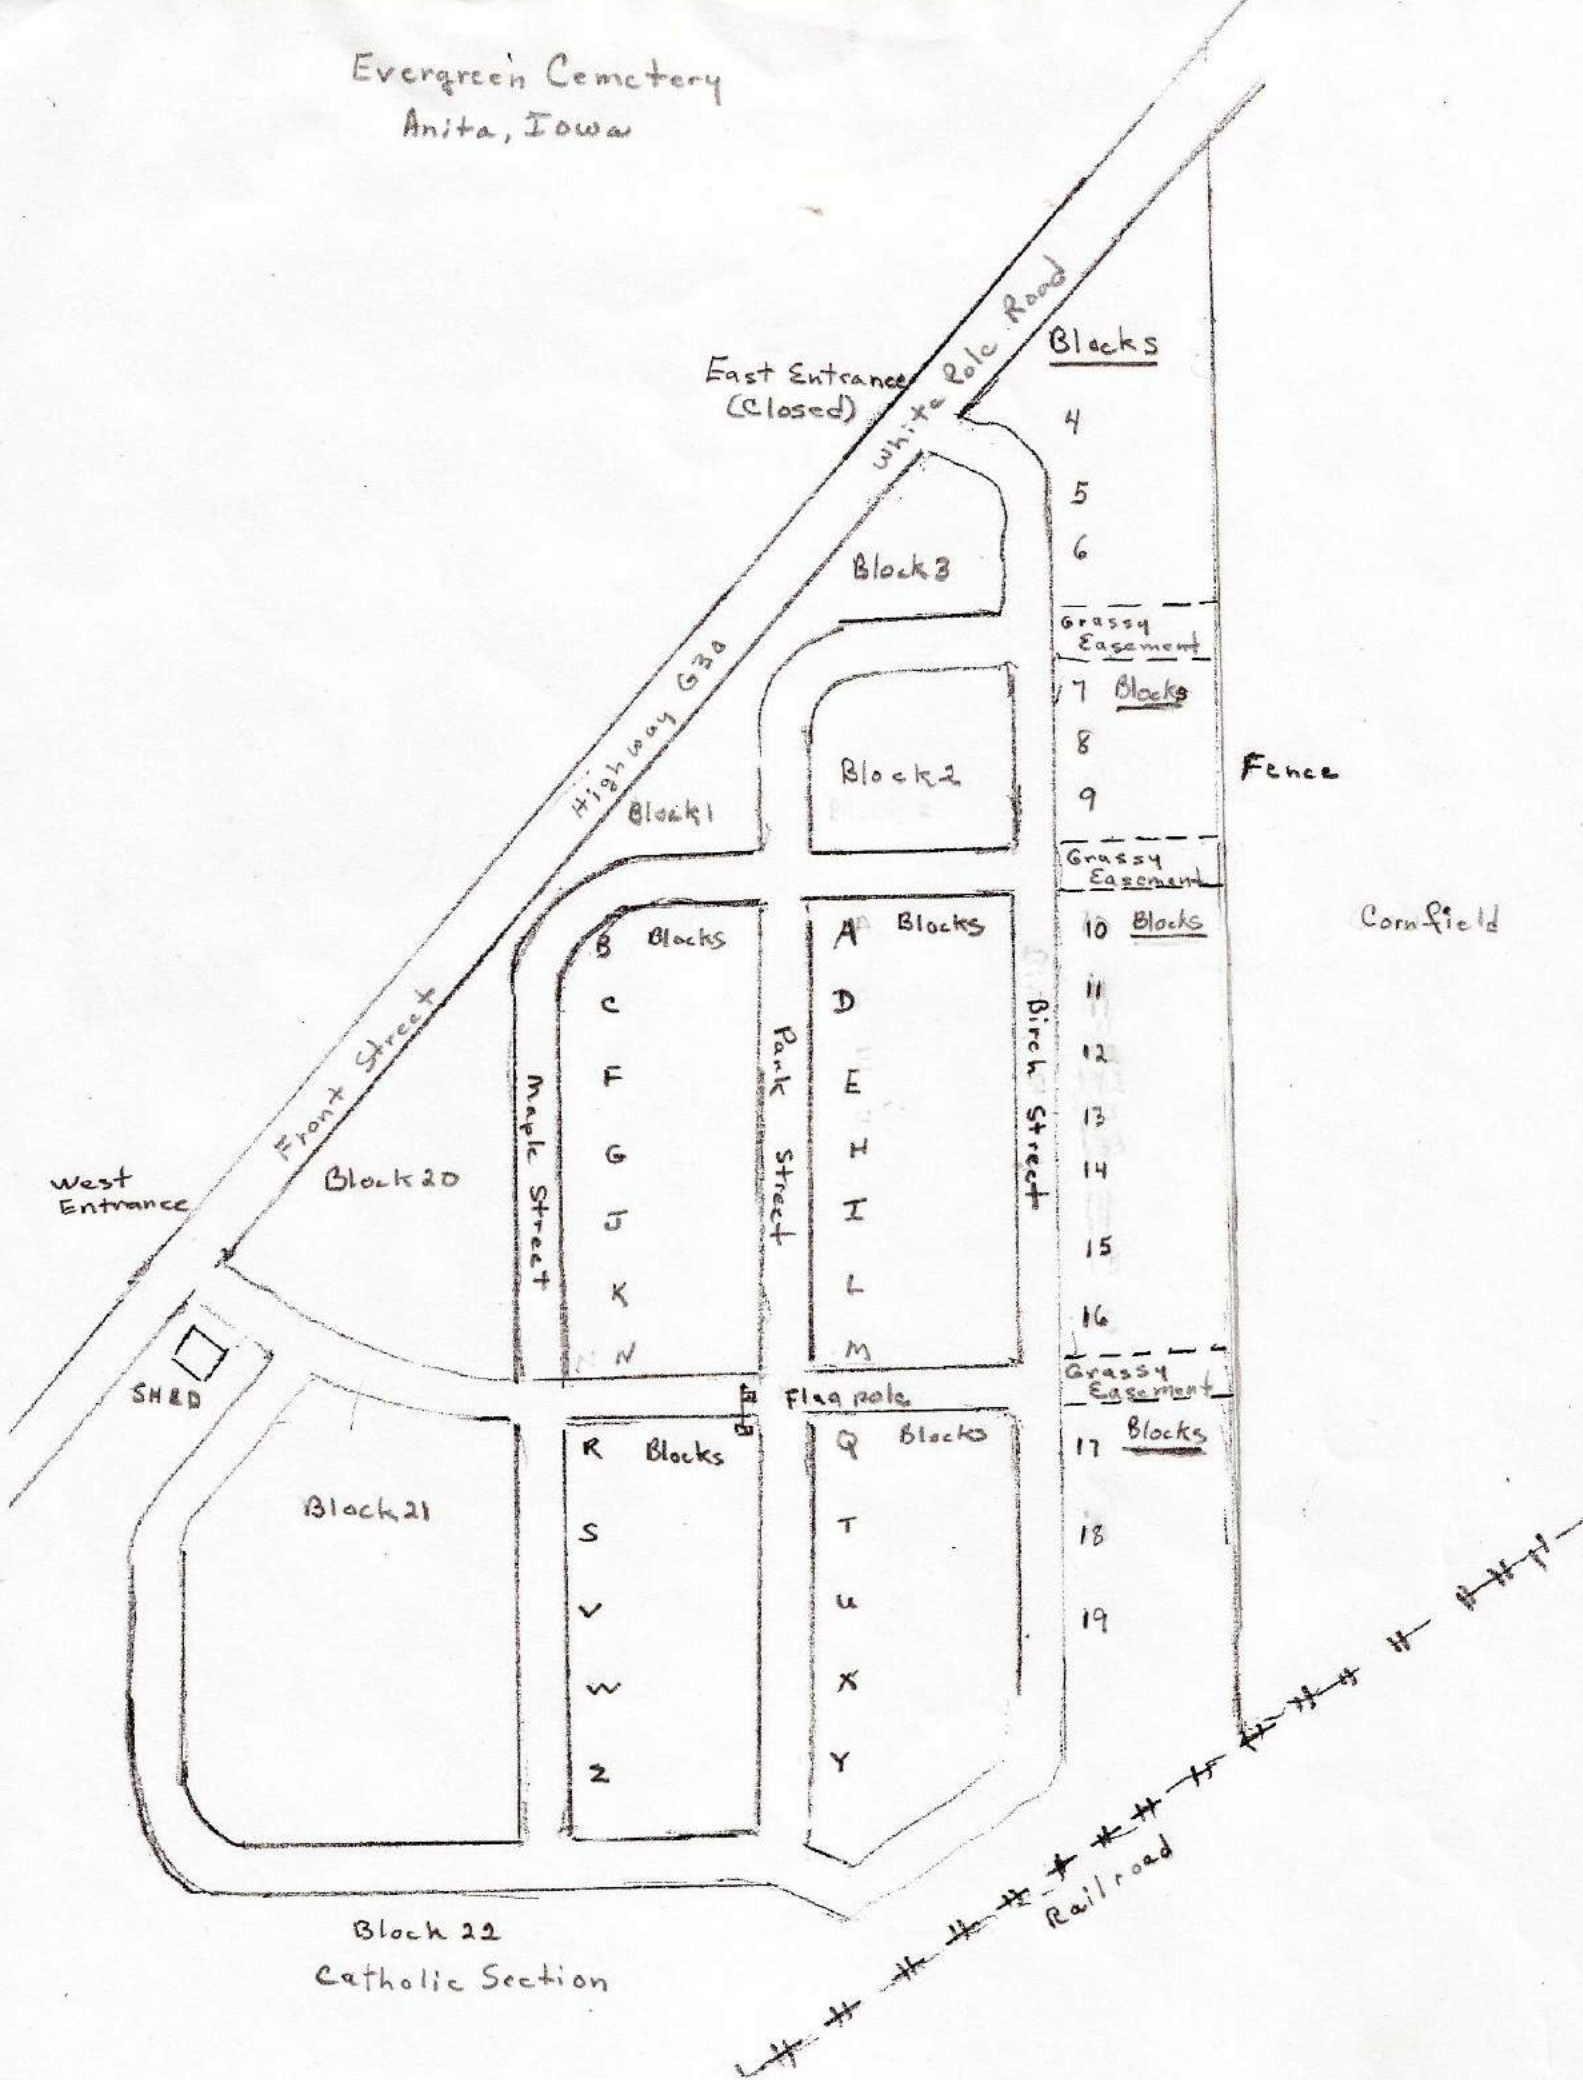 Evergreen Cemetery
Anita, Iowa
White Pole Road
Blocks
East Entrance
(Closed)
4
5
6
Block 3
Grassy
Easement
Highway G30
7 Blocks
8
9
Block 2
Fence
Block 1
Grassy
Easement
B Blocks
C
F
G
J
K
N
A Blocks
D
E
H
I
L
M
10 Blocks
11
12
13
14
15
16
Cornfield
Maple Street
Park Street
Birch Street
Front Street
West
Entrance
Block 20
SHED
Flag pole
Grassy
Easement
R Blocks
S
V
W
Z
Q Blocks
T
U
X
Y
17 Blocks
18
19
Block 21
Railroad
Block 22
Catholic Section